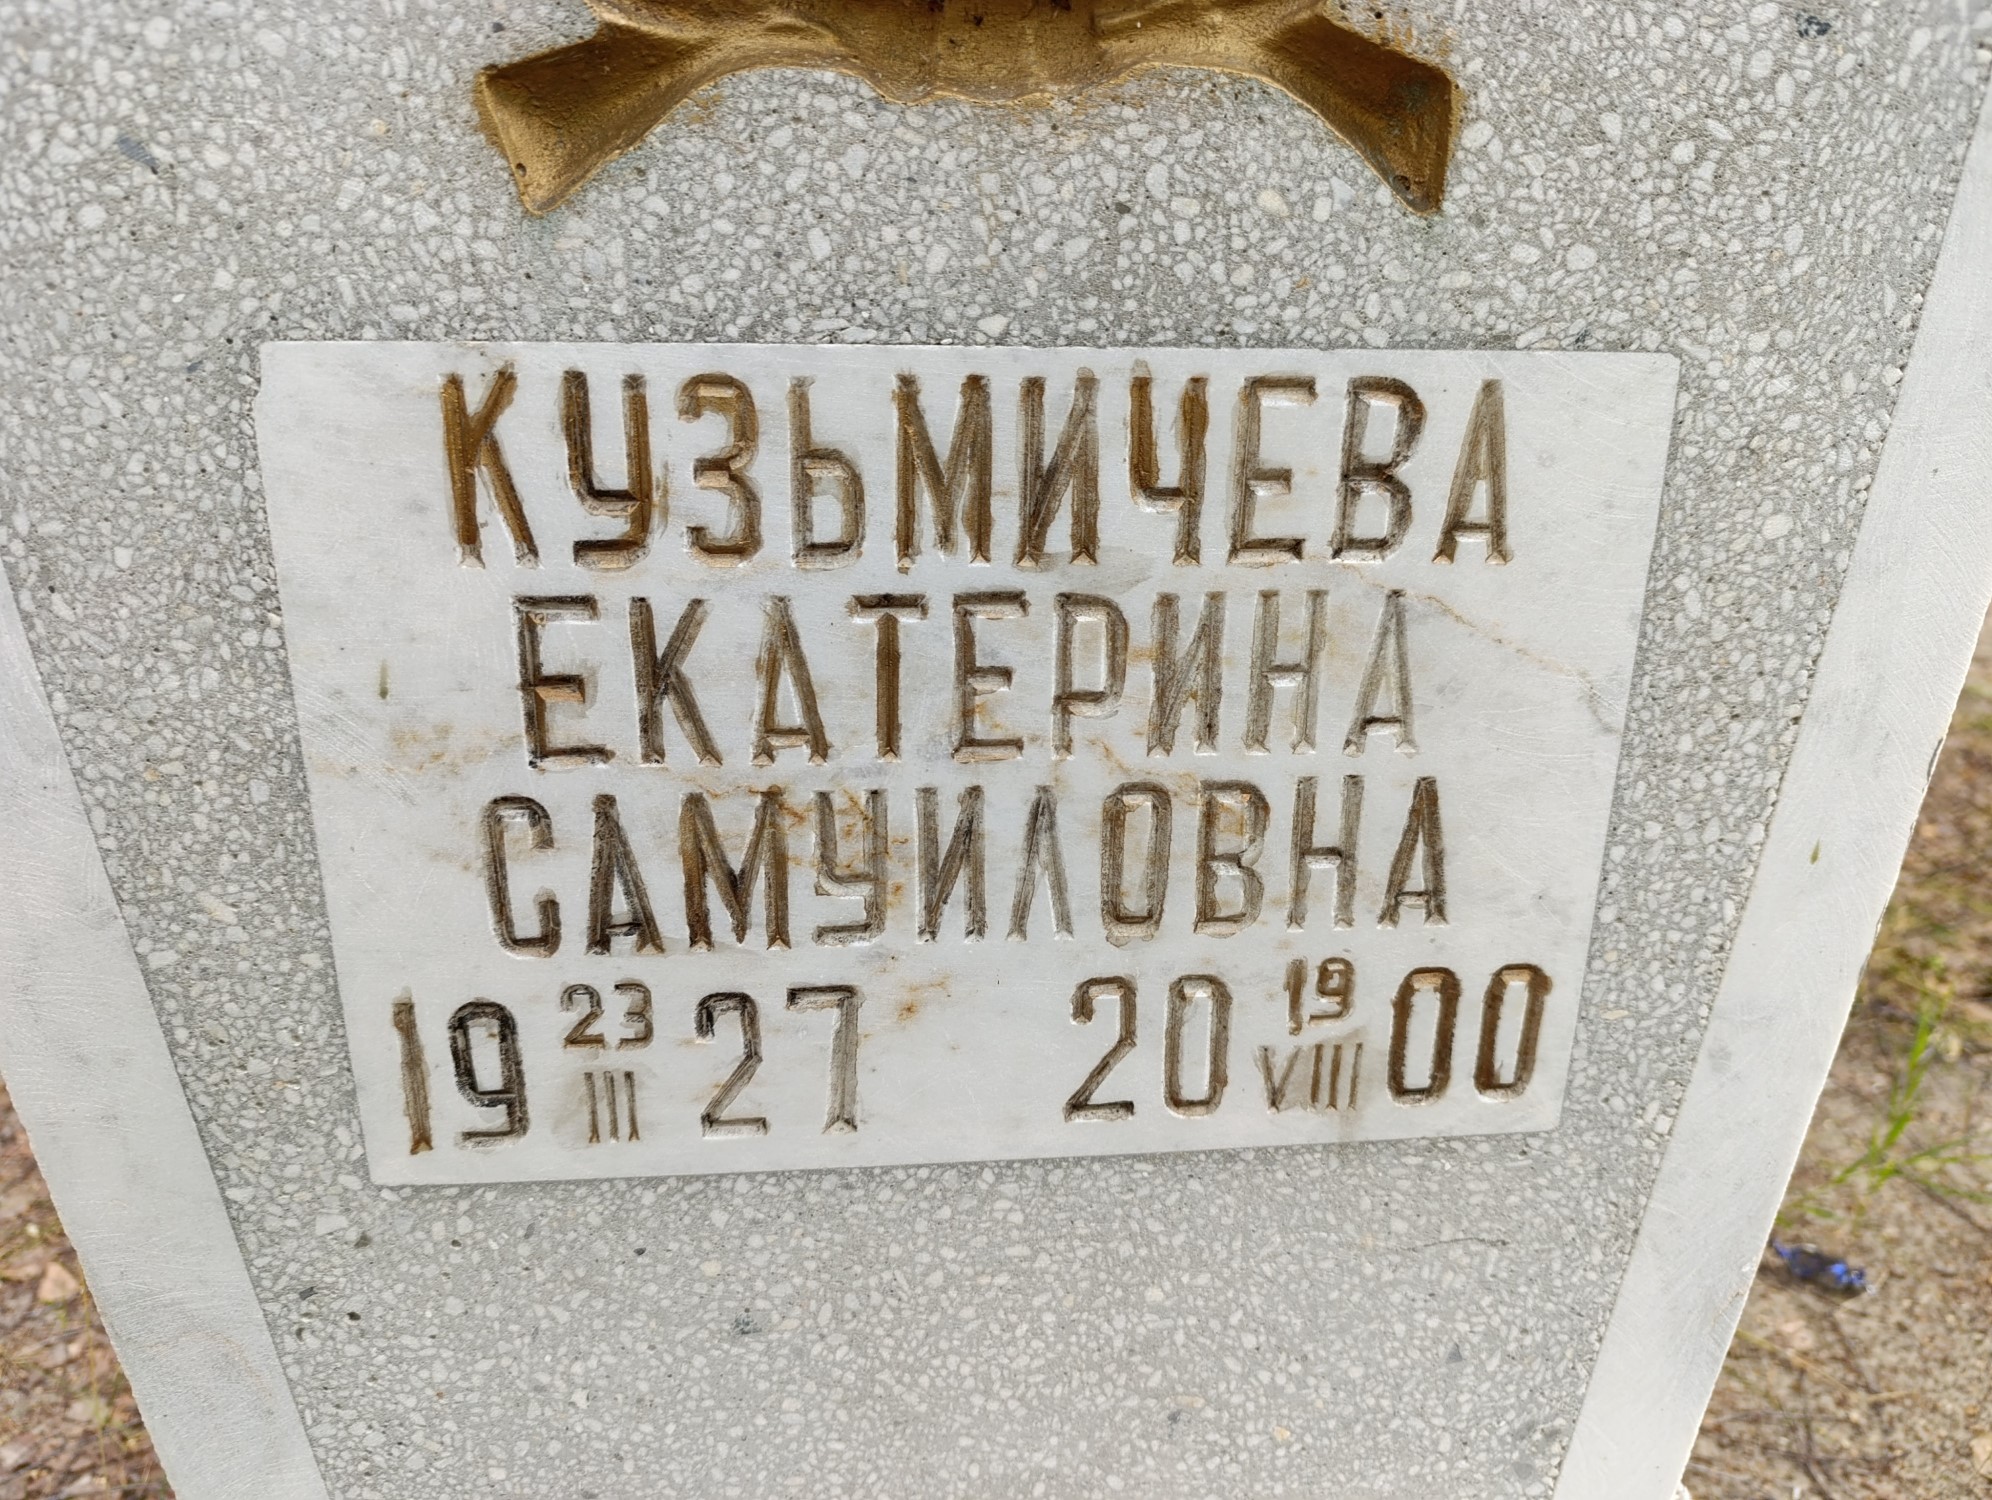 КУЗЬМИЧЕВА
ЕКАТЕРИНА
САМУИЛОВНА
19 23/III 27 20 19/VIII 00